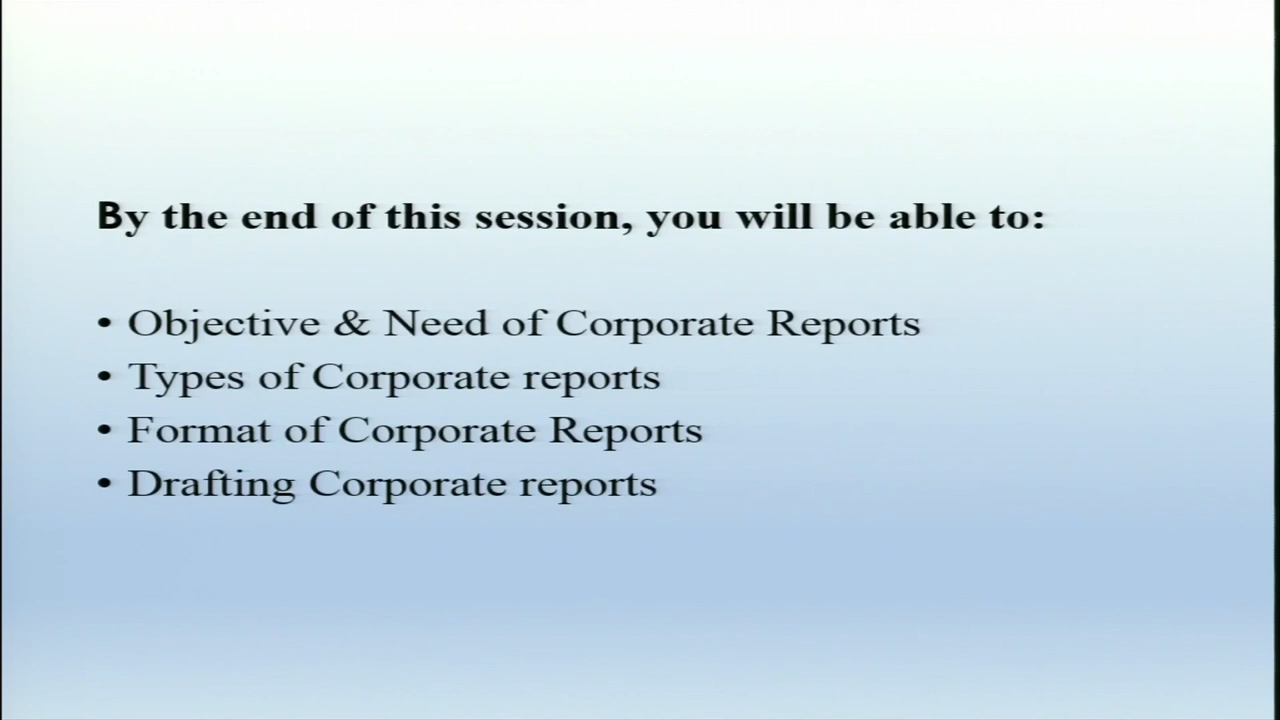 By the end of this session, you will be able to:
• Objective & Need of Corporate Reports
• Types of Corporate reports
• Format of Corporate Reports
• Drafting Corporate reports